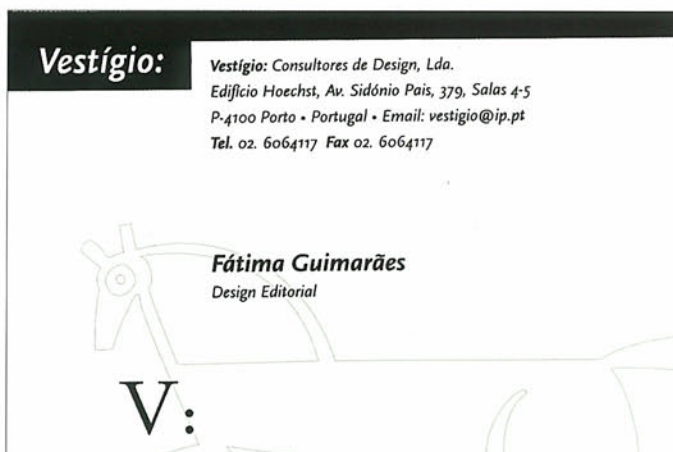 Vestígio:
Vestígio: Consultores de Design, Lda.
Edifício Hoechst, Av. Sidónio Pais, 379, Salas 4-5
P-4100 Porto • Portugal • Email: vestigio@ip.pt
Tel. 02. 6064117 Fax 02. 6064117
Fátima Guimarães
Design Editorial
V: